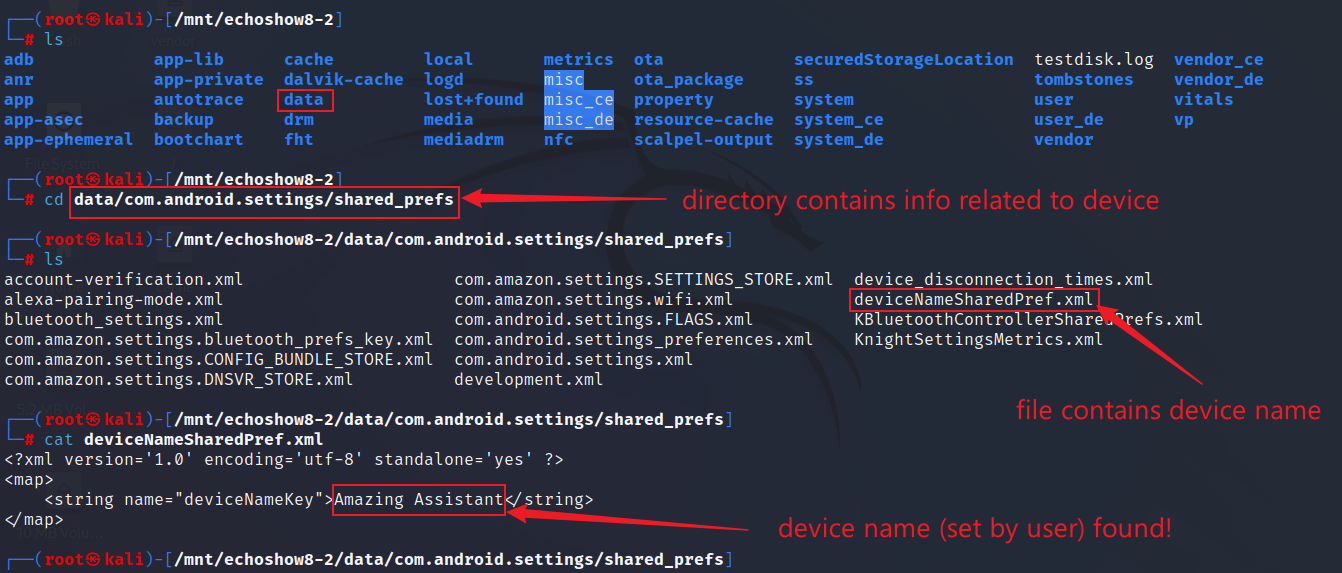 ┌──(root㉿kali)-[/mnt/echoshow8-2]
└─# ls
adb app-lib cache local metrics ota securedStorageLocation testdisk.log vendor_ce
anr app-private dalvik-cache logd misc ota_package ss tombstones vendor_de
app autotrace data lost+found misc_ce property system user vitals
app-asec backup drm media misc_de resource-cache system_ce user_de vp
app-ephemeral bootchart fht mediadrm nfc scalpel-output system_de vendor
┌──(root㉿kali)-[/mnt/echoshow8-2]
└─# cd data/com.android.settings/shared_prefs
directory contains info related to device
┌──(root㉿kali)-[/mnt/echoshow8-2/data/com.android.settings/shared_prefs]
└─# ls
account-verification.xml com.amazon.settings.SETTINGS_STORE.xml device_disconnection_times.xml
alexa-pairing-mode.xml com.amazon.settings.wifi.xml deviceNameSharedPref.xml
bluetooth_settings.xml com.android.settings.FLAGS.xml KBluetoothControllerSharedPrefs.xml
com.amazon.settings.bluetooth_prefs_key.xml com.android.settings_preferences.xml KnightSettingsMetrics.xml
com.amazon.settings.CONFIG_BUNDLE_STORE.xml com.android.settings.xml
com.amazon.settings.DNSVR_STORE.xml development.xml
file contains device name
┌──(root㉿kali)-[/mnt/echoshow8-2/data/com.android.settings/shared_prefs]
└─# cat deviceNameSharedPref.xml
<?xml version='1.0' encoding='utf-8' standalone='yes' ?>
<map>
    <string name="deviceNameKey">Amazing Assistant</string>
</map>
device name (set by user) found!
┌──(root㉿kali)-[/mnt/echoshow8-2/data/com.android.settings/shared_prefs]